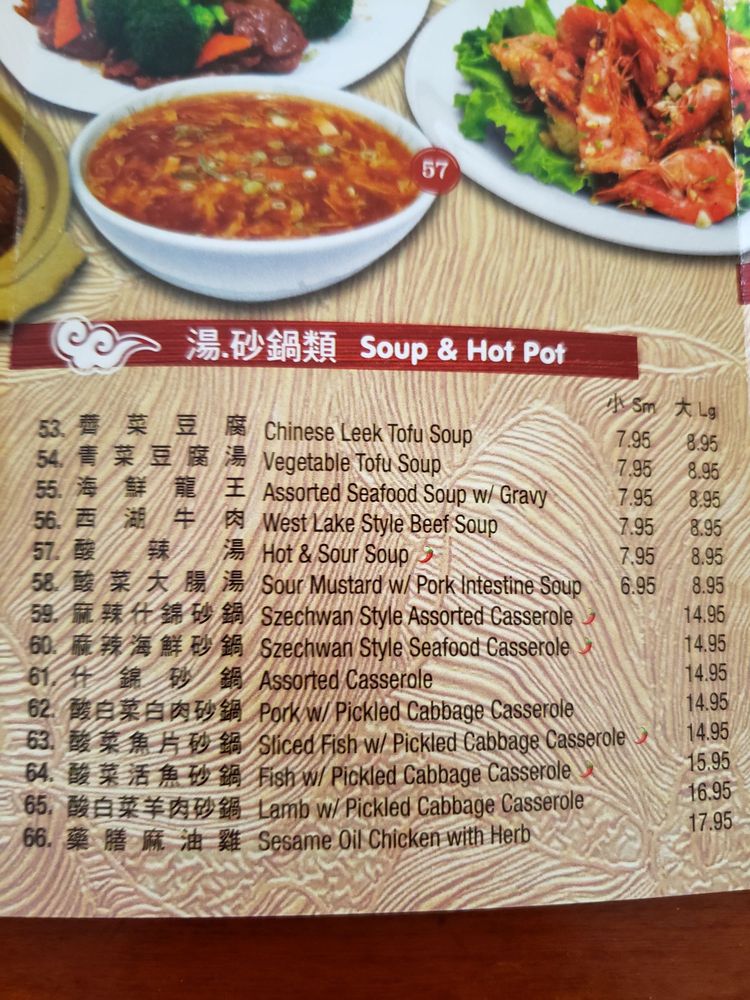 57
湯.砂鍋類 Soup & Hot Pot
小 Sm 大 Lg
53. 薺菜豆腐 Chinese Leek Tofu Soup 7.95 8.95
54. 青菜豆腐湯 Vegetable Tofu Soup 7.95 8.95
55. 海鮮龍王 Assorted Seafood Soup w/ Gravy 7.95 8.95
56. 西湖牛肉 West Lake Style Beef Soup 7.95 8.95
57. 酸辣湯 Hot & Sour Soup 7.95 8.95
58. 酸菜大腸湯 Sour Mustard w/ Pork Intestine Soup 6.95 8.95
59. 麻辣什錦砂鍋 Szechwan Style Assorted Casserole 14.95
60. 麻辣海鮮砂鍋 Szechwan Style Seafood Casserole 14.95
61. 什錦砂鍋 Assorted Casserole 14.95
62. 酸白菜白肉砂鍋 Pork w/ Pickled Cabbage Casserole 14.95
63. 酸菜魚片砂鍋 Sliced Fish w/ Pickled Cabbage Casserole 14.95
64. 酸菜活魚砂鍋 Fish w/ Pickled Cabbage Casserole 15.95
65. 酸白菜羊肉砂鍋 Lamb w/ Pickled Cabbage Casserole 16.95
66. 藥膳麻油雞 Sesame Oil Chicken with Herb 17.95